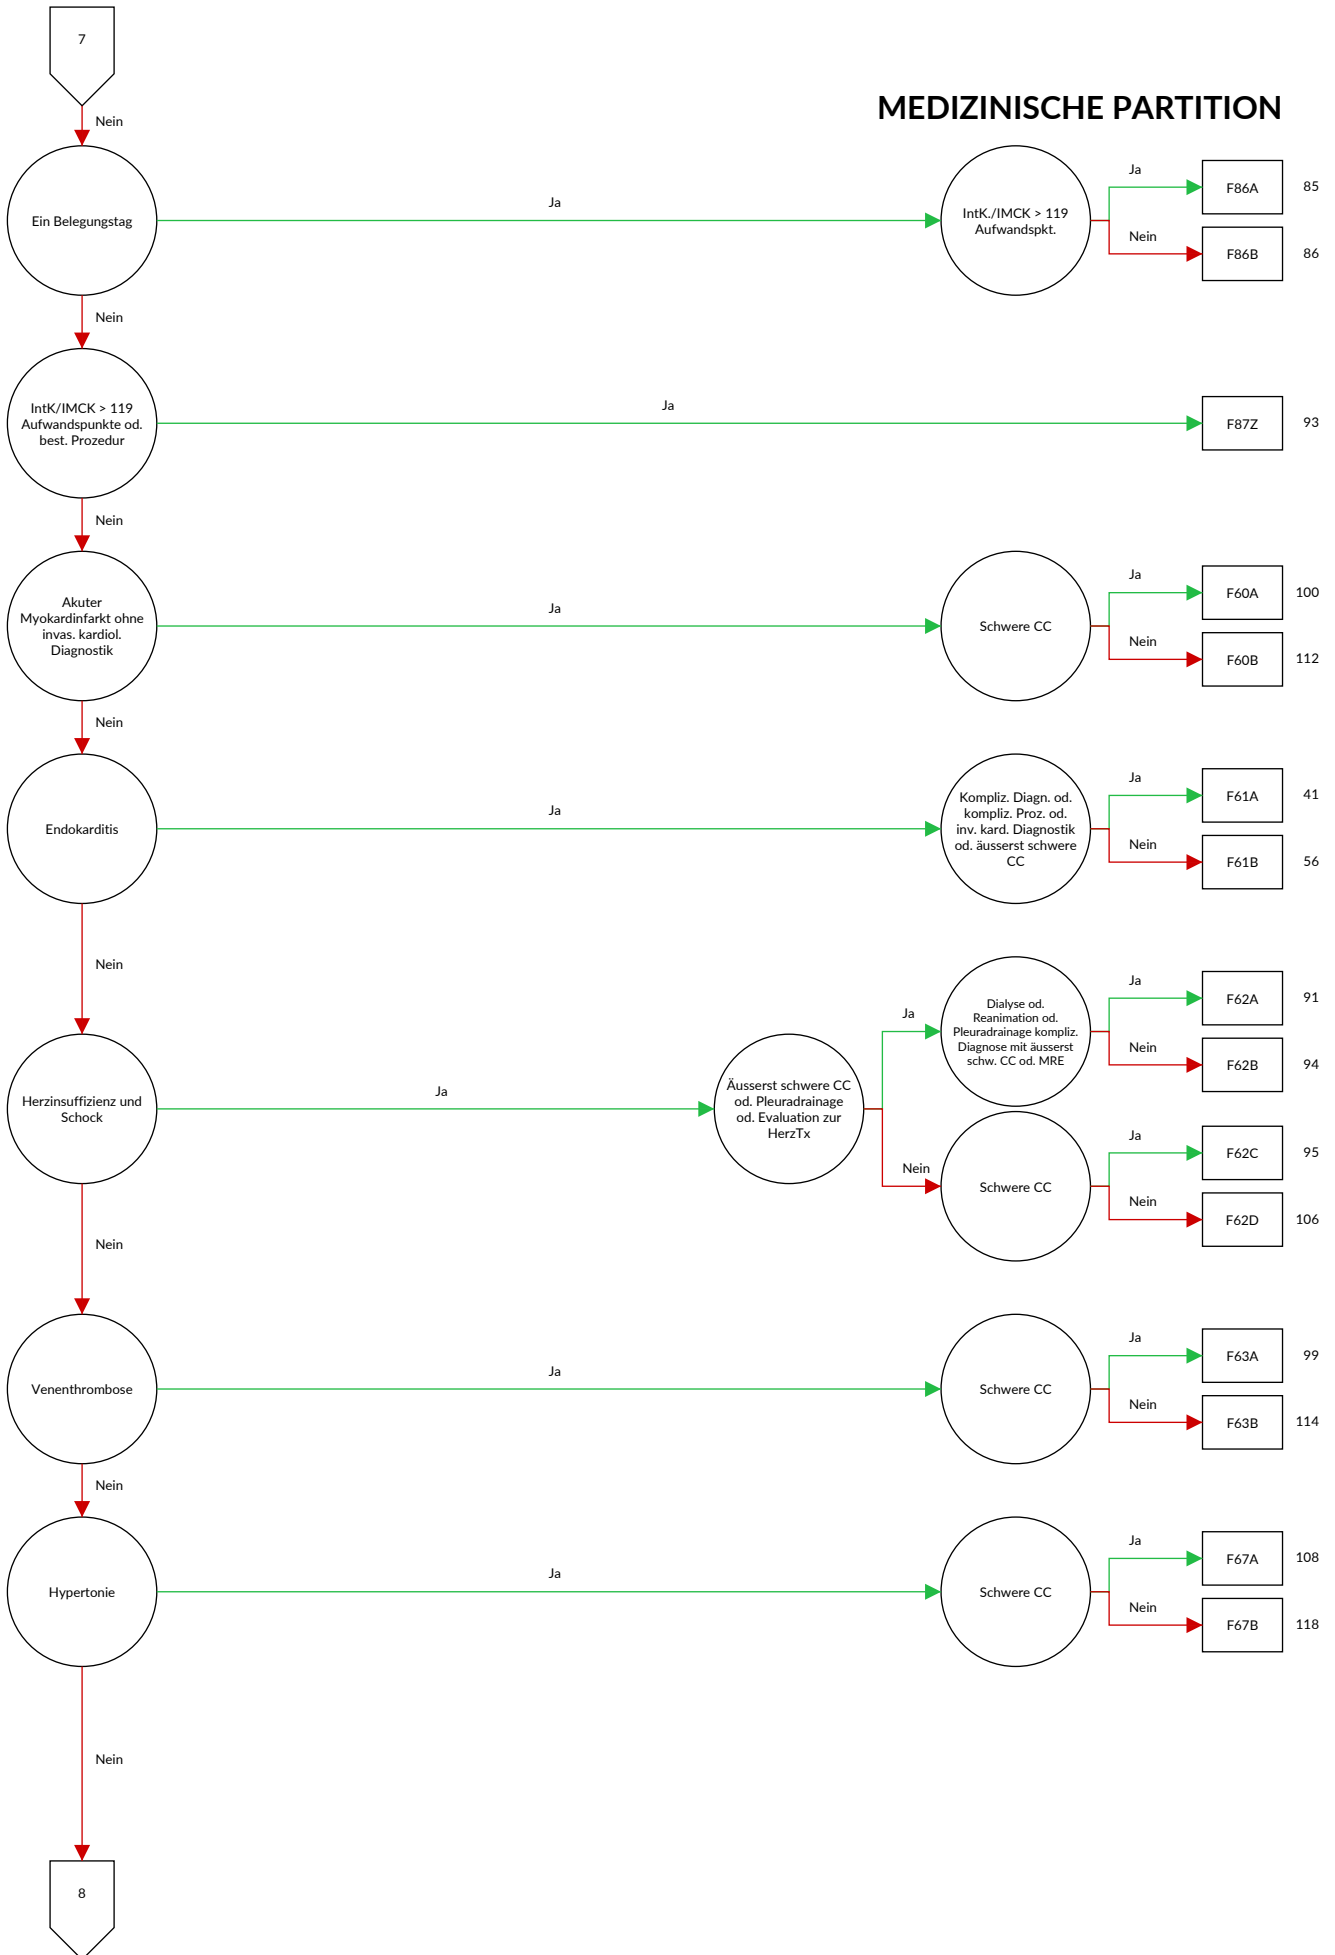 7
Nein
MEDIZINISCHE PARTITION
Ein Belegungstag
Ja
IntK./IMCK > 119
Aufwandspkt.
Ja
F86A 85
Nein
F86B 86
Nein
IntK/IMCK > 119
Aufwandspunkte od.
best. Prozedur
Ja
F87Z 93
Nein
Akuter
Myokardinfarkt ohne
invas. kardiol.
Diagnostik
Ja
Schwere CC
Ja
F60A 100
Nein
F60B 112
Nein
Endokarditis
Ja
Kompliz. Diagn. od.
kompliz. Proz. od.
inv. kard. Diagnostik
od. äusserst schwere
CC
Ja
F61A 41
Nein
F61B 56
Nein
Herzinsuffizienz und
Schock
Ja
Äusserst schwere CC
od. Pleuradrainage
od. Evaluation zur
HerzTx
Ja
Dialyse od.
Reanimation od.
Pleuradrainage kompliz.
Diagnose mit äusserst
schw. CC od. MRE
Ja
F62A 91
Nein
F62B 94
Nein
Schwere CC
Ja
F62C 95
Nein
F62D 106
Nein
Venenthrombose
Ja
Schwere CC
Ja
F63A 99
Nein
F63B 114
Nein
Hypertonie
Ja
Schwere CC
Ja
F67A 108
Nein
F67B 118
Nein
8